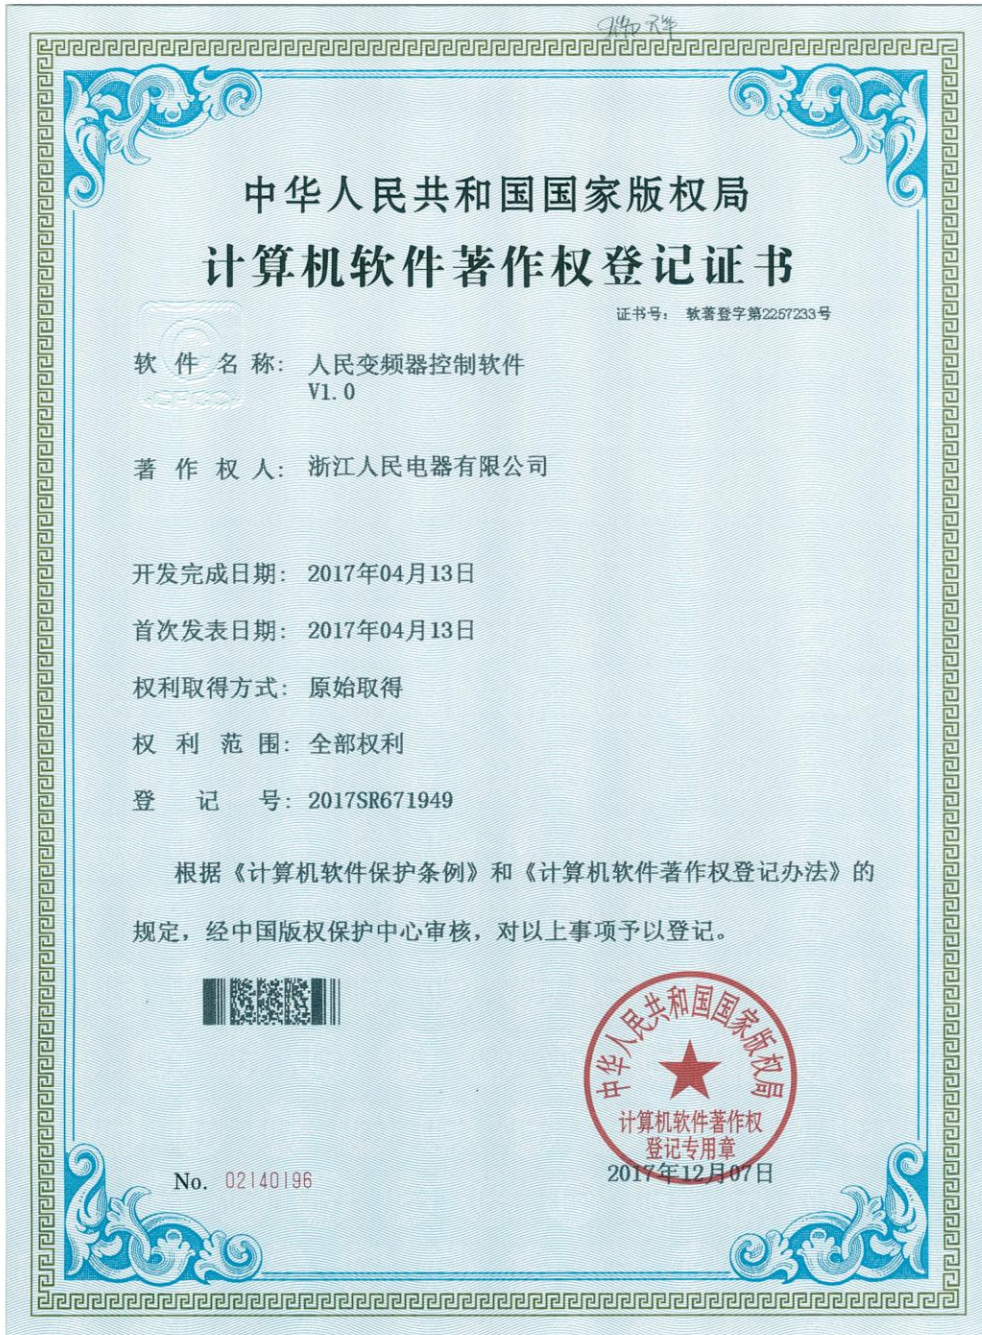 中华人民共和国国家版权局
计算机软件著作权登记证书
证书号： 软著登字第2257233号
CPCC
软件名称： 人民变频器控制软件
V1.0
著作权人： 浙江人民电器有限公司
开发完成日期： 2017年04月13日
首次发表日期： 2017年04月13日
权利取得方式： 原始取得
权利范围： 全部权利
登记号： 2017SR671949
根据《计算机软件保护条例》和《计算机软件著作权登记办法》的
规定，经中国版权保护中心审核，对以上事项予以登记。
中华人民共和国国家版权局
计算机软件著作权
登记专用章
No. 02140196
2017年12月07日